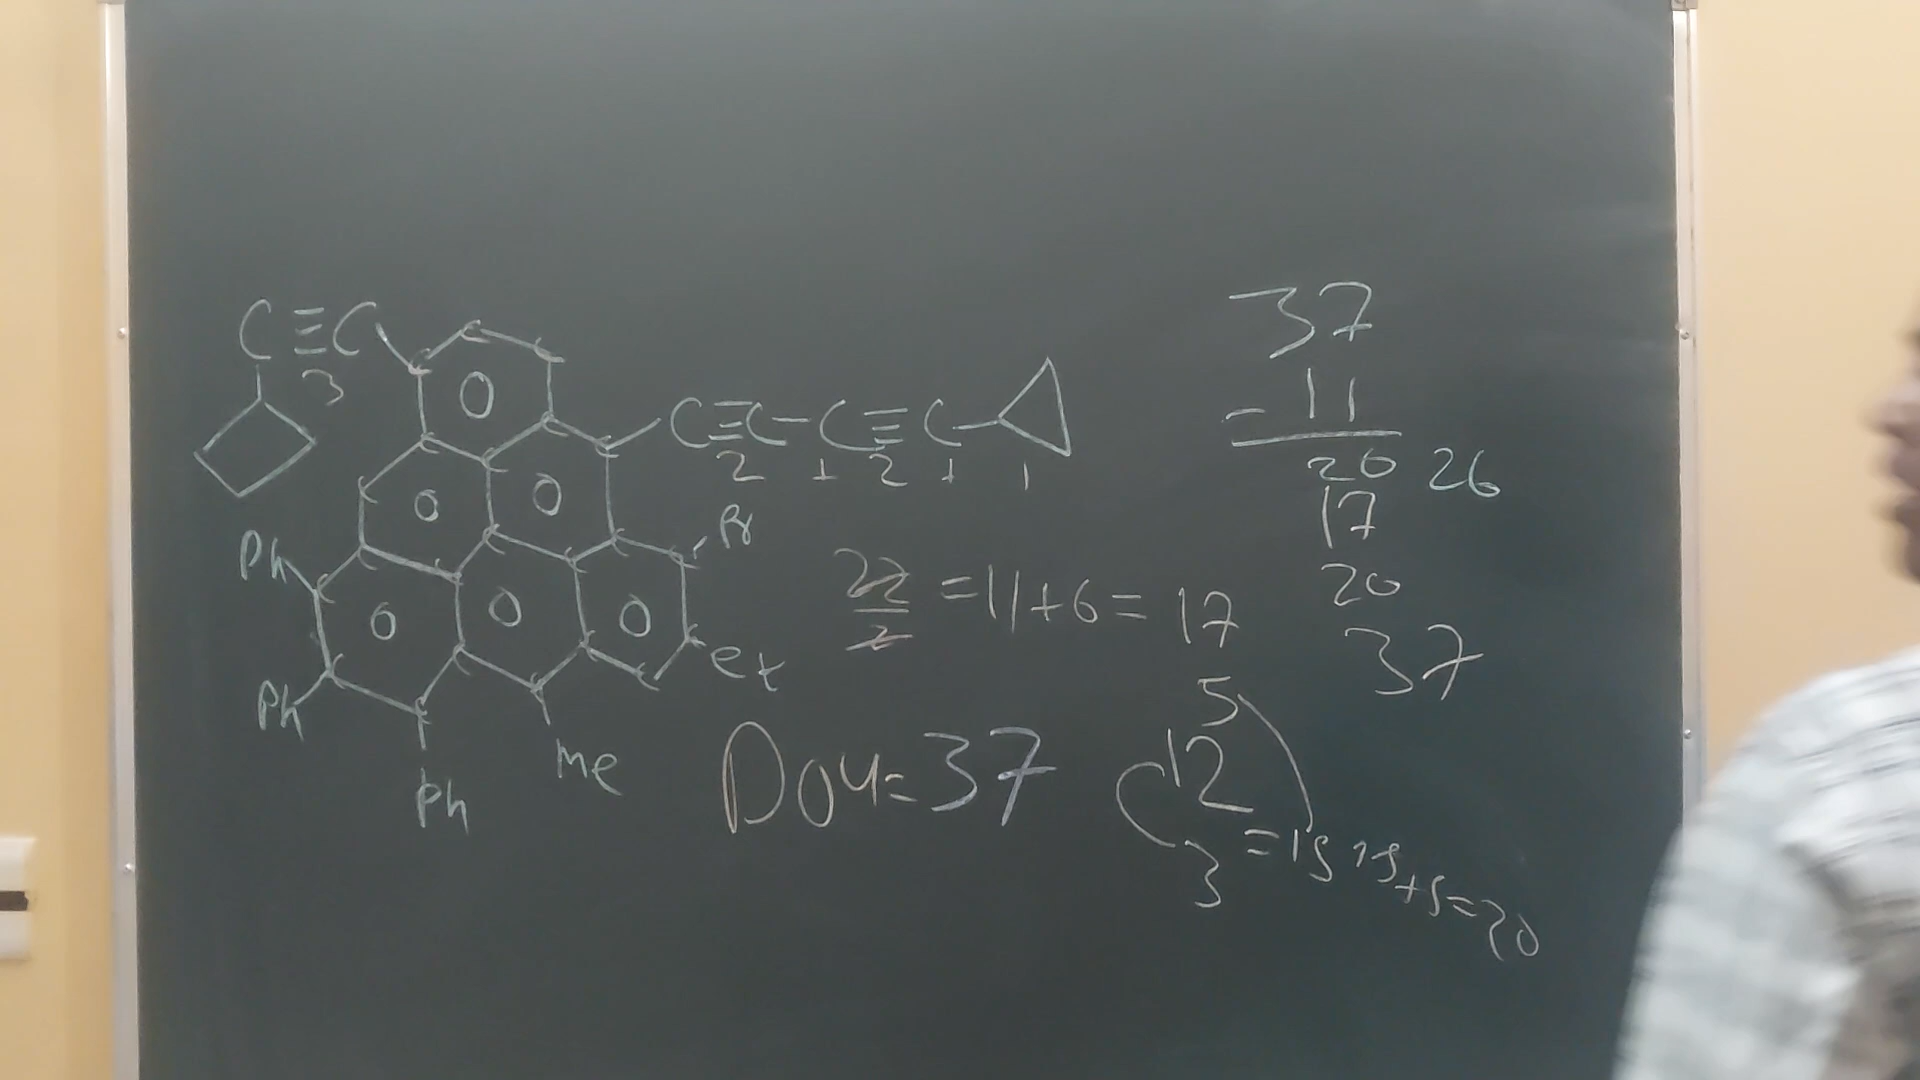 C≡C
3
C≡C-C≡C
2 1 2 1 1
Ph
Pr
Ph
et
Ph
me
22/2 = 11+6 = 17
DOU=37
37
- 11
20 26
17
20
37
5
12
3 = 15 15+5=20